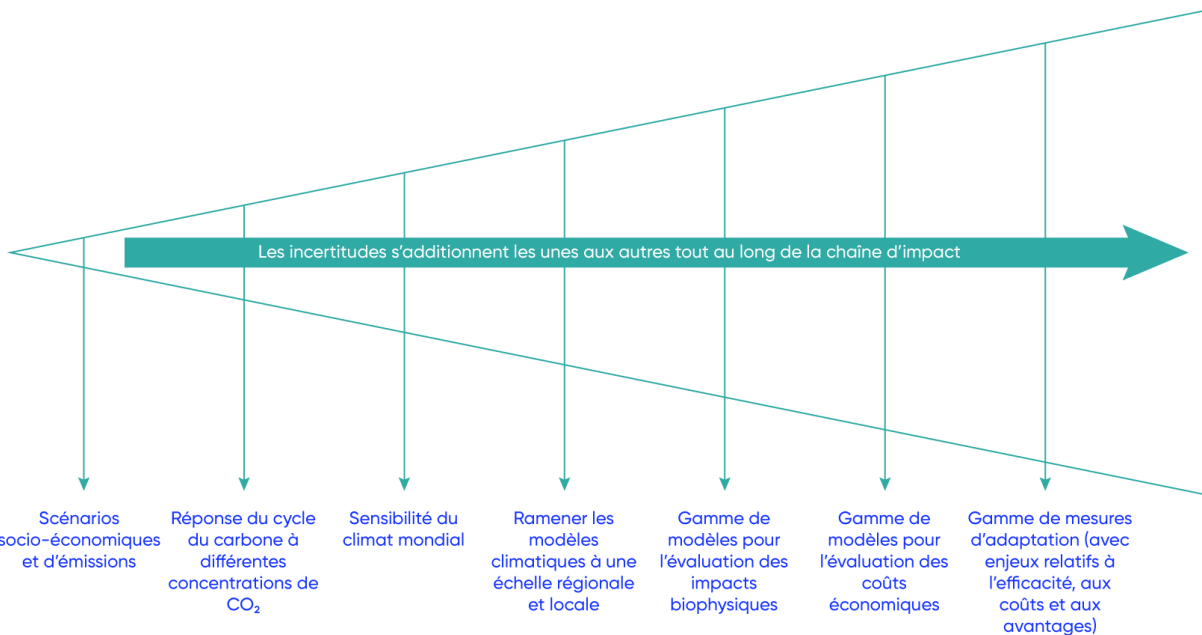 Les incertitudes s’additionnent les unes aux autres tout au long de la chaîne d’impact
Scénarios
socio-économiques
et d’émissions
Réponse du cycle
du carbone à
différentes
concentrations de
CO₂
Sensibilité du
climat mondial
Ramener les
modèles
climatiques à une
échelle régionale
et locale
Gamme de
modèles pour
l’évaluation des
impacts
biophysiques
Gamme de
modèles pour
l’évaluation des
coûts
économiques
Gamme de mesures
d’adaptation (avec
enjeux relatifs à
l’efficacité, aux
coûts et aux
avantages)